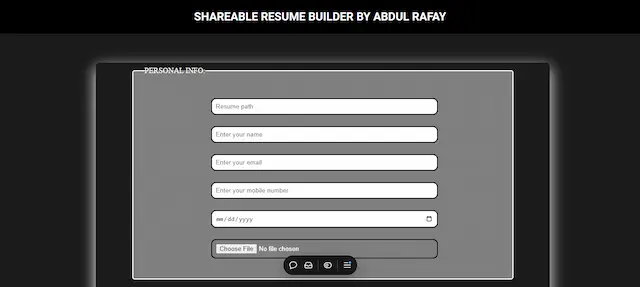 SHAREABLE RESUME BUILDER BY ABDUL RAFAY
PERSONAL INFO:
Resume path
Enter your name
Enter your email
Enter your mobile number
mm/dd/yyyy
Choose File No file chosen